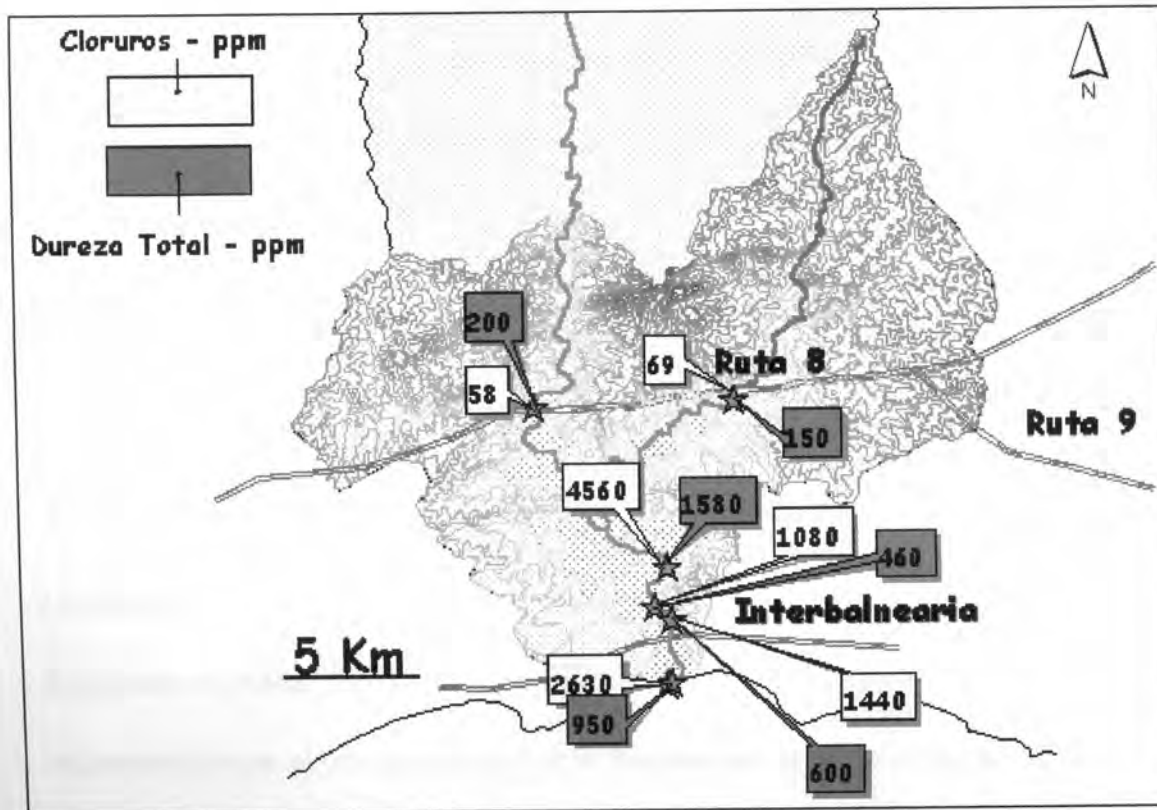 Cloruros - ppm
Dureza Total - ppm
N
200
58
69
Ruta 8
150
Ruta 9
4560
1580
1080
460
Interbalnearia
5 Km
2630
950
1440
600